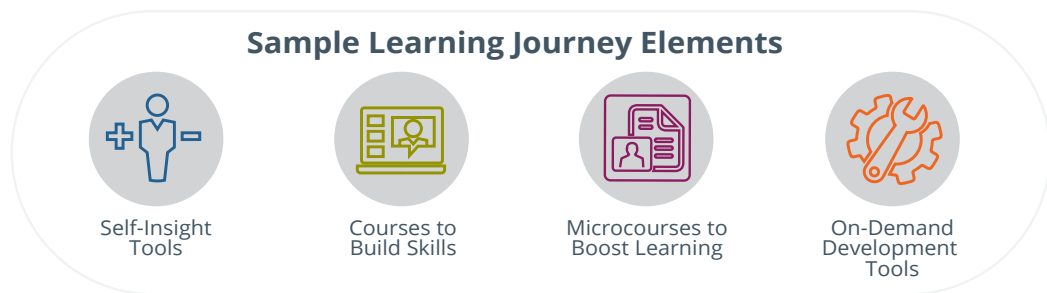 Sample Learning Journey Elements
Self-Insight
Tools
Courses to
Build Skills
Microcourses to
Boost Learning
On-Demand
Development
Tools